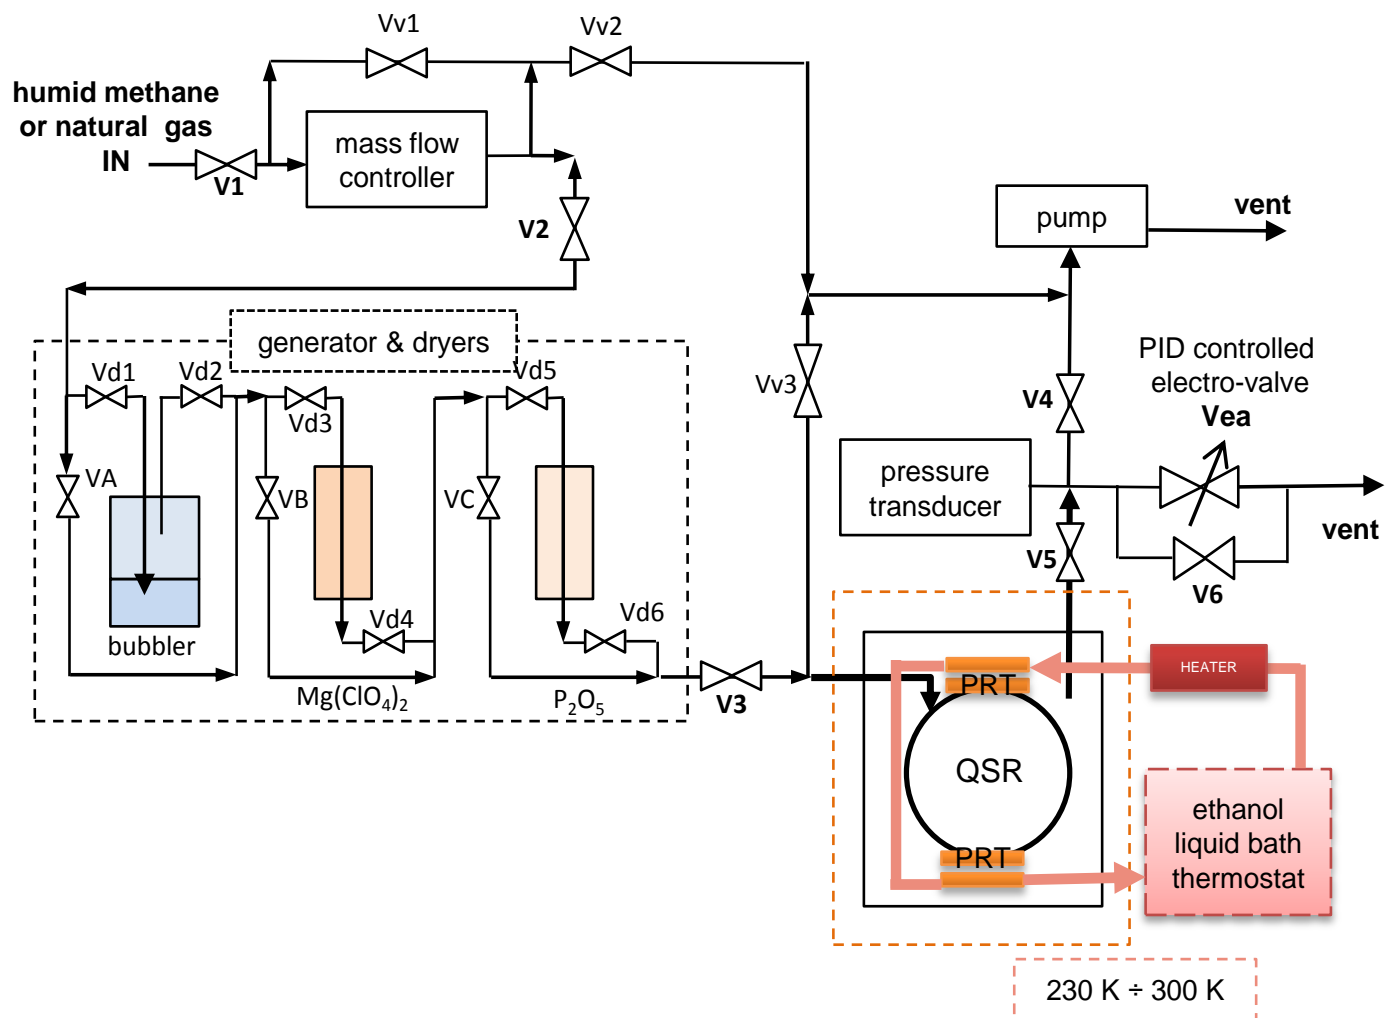 Vv1
Vv2
humid methane
or natural gas
IN
V1
mass flow
controller
V2
pump
vent
generator & dryers
Vd1
Vd2
Vd3
Vd5
Vv3
V4
PID controlled
electro-valve
Vea
VA
VB
VC
pressure
transducer
vent
V5
V6
bubbler
Vd4
Vd6
Mg(ClO4)2
P2O5
V3
PRT
HEATER
QSR
PRT
ethanol
liquid bath
thermostat
230 K ÷ 300 K